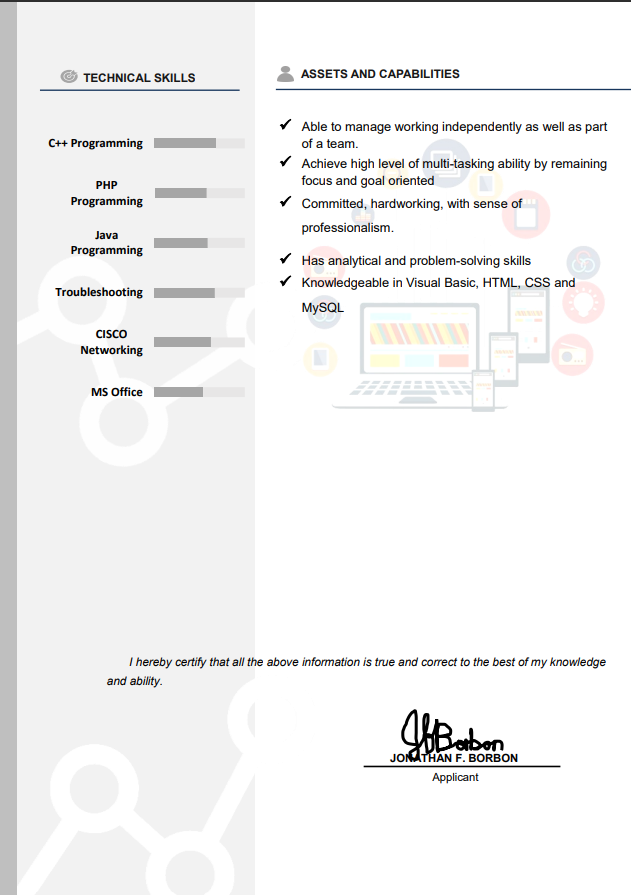 TECHNICAL SKILLS
C++ Programming
PHP
Programming
Java
Programming
Troubleshooting
CISCO
Networking
MS Office
ASSETS AND CAPABILITIES
✔ Able to manage working independently as well as part
of a team.
✔ Achieve high level of multi-tasking ability by remaining
focus and goal oriented
✔ Committed, hardworking, with sense of
professionalism.
✔ Has analytical and problem-solving skills
✔ Knowledgeable in Visual Basic, HTML, CSS and
MySQL
I hereby certify that all the above information is true and correct to the best of my knowledge
and ability.
JfBorbon
JONATHAN F. BORBON
Applicant